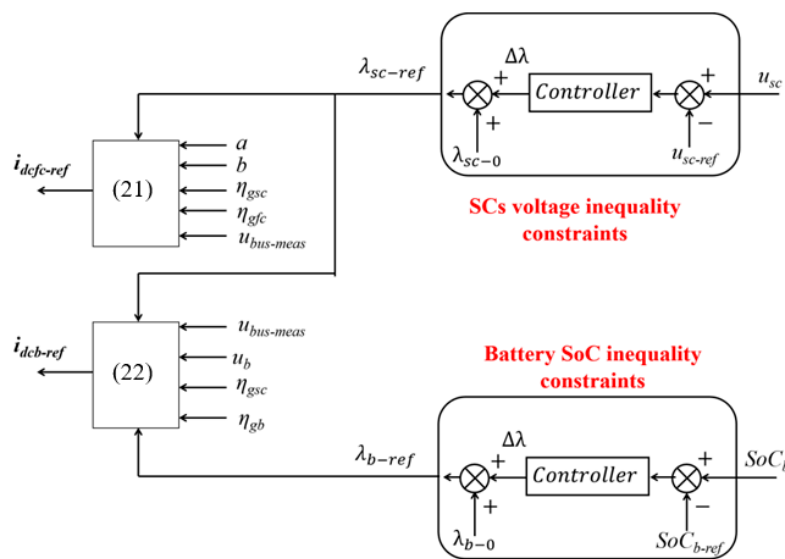 λsc−ref
Δλ
+
Controller
+
usc
+
−
λsc−0
usc-ref
SCs voltage inequality
constraints
idcfc-ref
(21)
a
b
ηgsc
ηgfc
ubus-meas
idcb-ref
(22)
ubus-meas
ub
ηgsc
ηgb
Battery SoC inequality
constraints
λb−ref
Δλ
+
Controller
+
+
−
λb−0
SoCb-ref